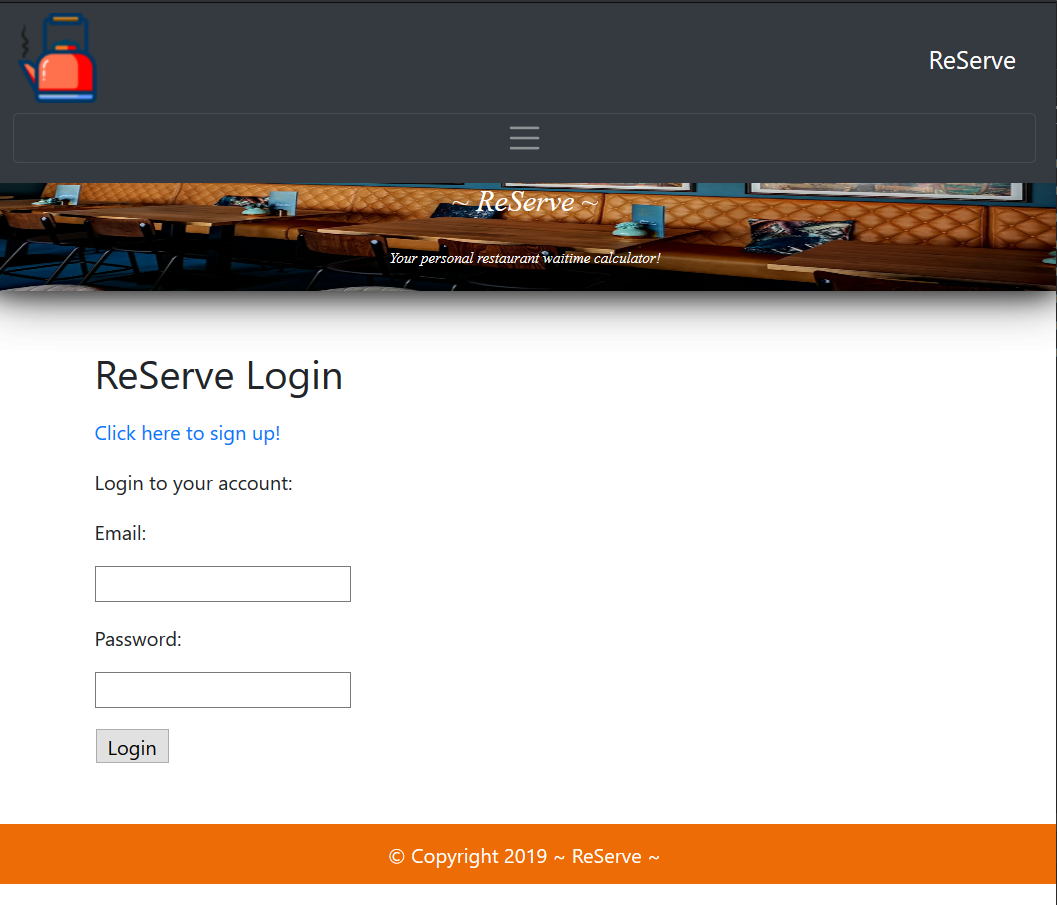 ReServe
~ ReServe ~
Your personal restaurant waitime calculator!
ReServe Login
Click here to sign up!
Login to your account:
Email:
Password:
Login
© Copyright 2019 ~ ReServe ~